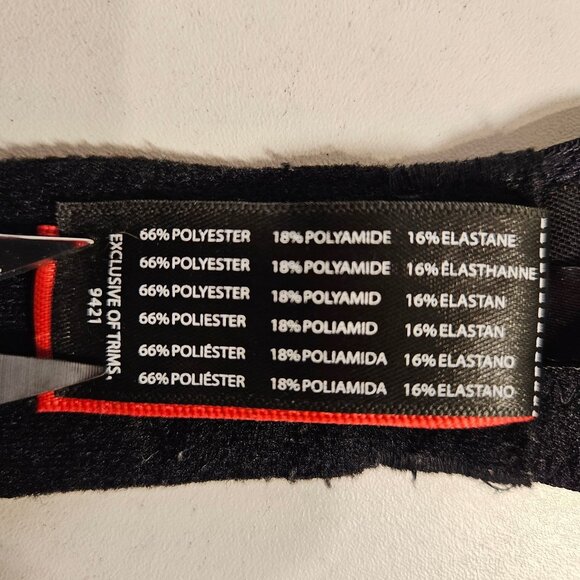 66% POLYESTER 18% POLYAMIDE 16% ELASTANE
66% POLYESTER 18% POLYAMIDE 16% ÉLASTHANNE
66% POLYESTER 18% POLYAMID 16% ELASTAN
66% POLIESTER 18% POLIAMID 16% ELASTAN
66% POLIÉSTER 18% POLIAMIDA 16% ELASTANO
66% POLIÉSTER 18% POLIAMIDA 16% ELASTANO
EXCLUSIVE OF TRIMS.
9421